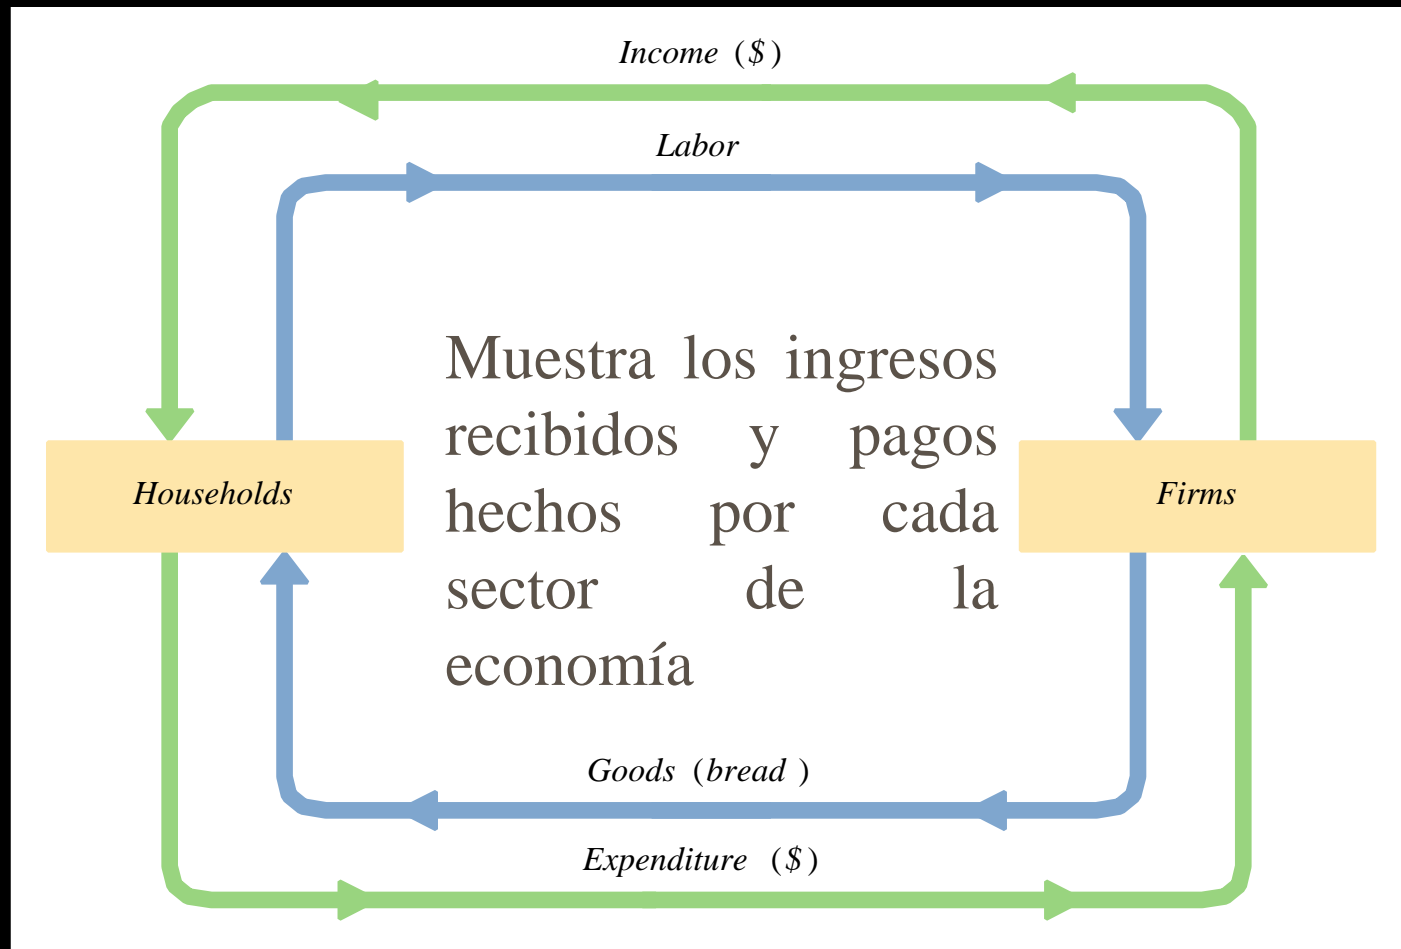 Income ($)
Labor
Muestra los ingresos
recibidos y pagos
hechos por cada
sector de la
economía
Households
Firms
Goods (bread )
Expenditure ($)